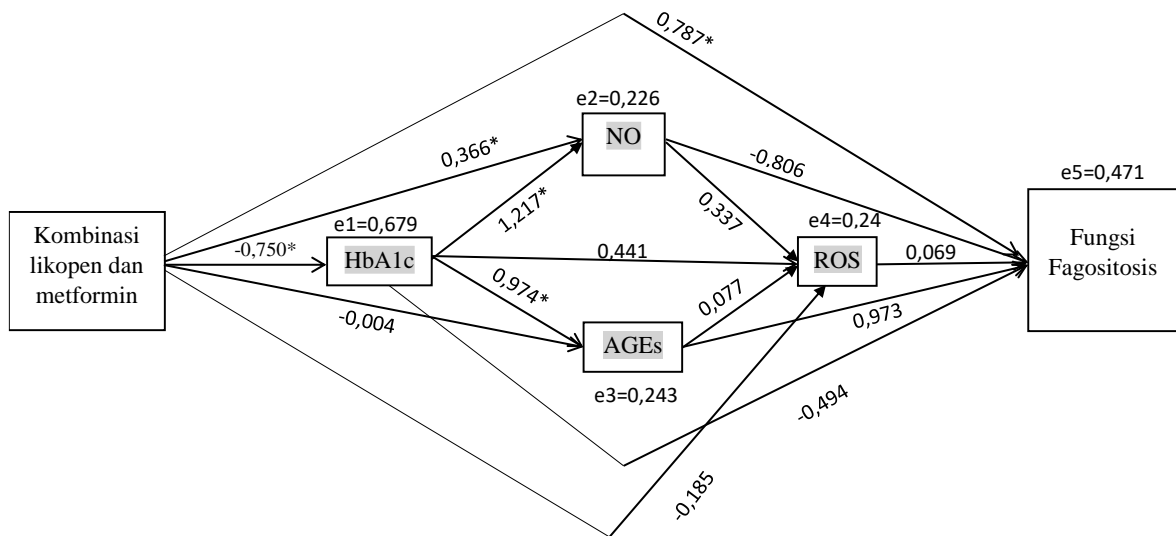 0,787*
e2=0,226
NO
0,366*
-0,806
e5=0,471
1,217*
0,337
Kombinasi
likopen dan
metformin
e1=0,679
-0,750*
HbA1c
0,441
e4=0,24
ROS
0,069
Fungsi
Fagositosis
0,974*
0,077
-0,004
AGEs
0,973
e3=0,243
-0,494
-0,185